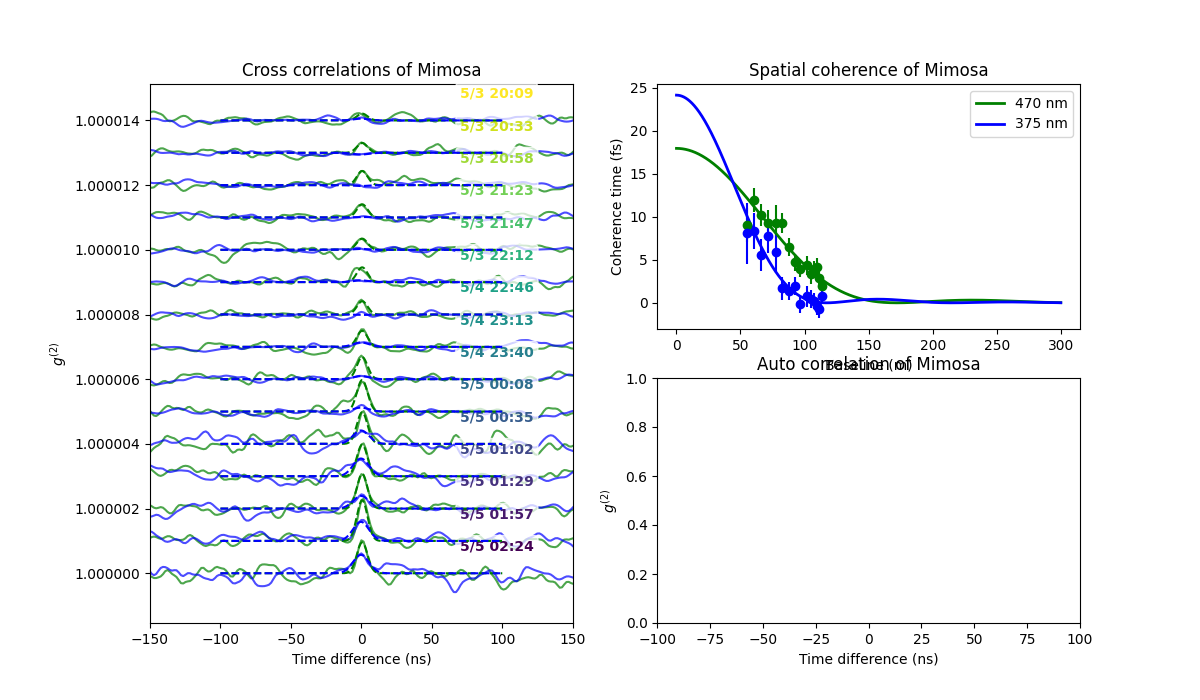 Cross correlations of Mimosa
5/3 20:09
1.000014
5/3 20:33
5/3 20:58
1.000012
5/3 21:23
5/3 21:47
1.000010
5/3 22:12
5/4 22:46
1.000008
5/4 23:13
5/4 23:40
1.000006
5/5 00:08
5/5 00:35
1.000004
5/5 01:02
5/5 01:29
1.000002
5/5 01:57
5/5 02:24
1.000000
g^(2)
−150 −100 −50 0 50 100 150
Time difference (ns)
Spatial coherence of Mimosa
470 nm
375 nm
25
20
15
10
5
0
Coherence time (fs)
0 50 100 150 200 250 300
Baseline (m)
Auto correlation of Mimosa
1.0
0.8
0.6
0.4
0.2
0.0
g^(2)
−100 −75 −50 −25 0 25 50 75 100
Time difference (ns)